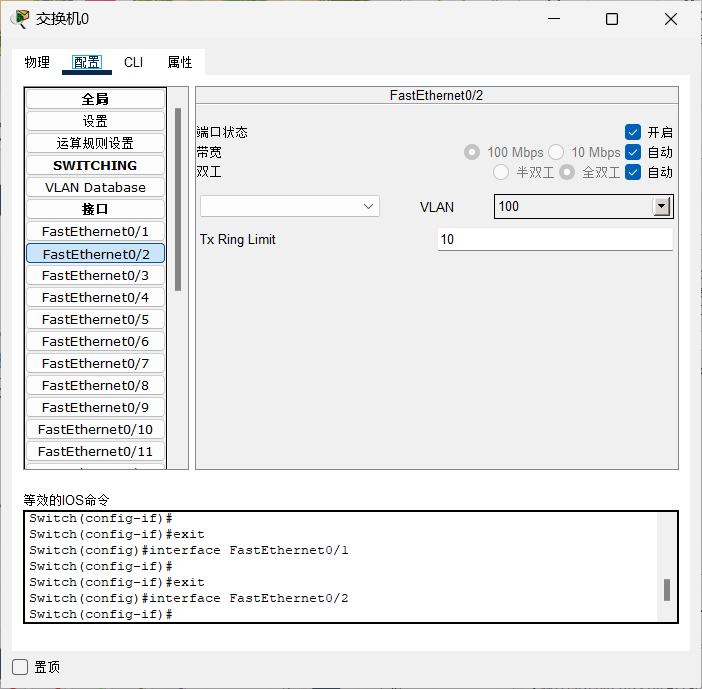 交换机0
物理 配置 CLI 属性
全局
设置
运算规则设置
SWITCHING
VLAN Database
接口
FastEthernet0/1
FastEthernet0/2
FastEthernet0/3
FastEthernet0/4
FastEthernet0/5
FastEthernet0/6
FastEthernet0/7
FastEthernet0/8
FastEthernet0/9
FastEthernet0/10
FastEthernet0/11
FastEthernet0/2
端口状态 开启
带宽 100 Mbps 10 Mbps 自动
双工 半双工 全双工 自动
VLAN 100
Tx Ring Limit 10
等效的IOS命令
Switch(config-if)#
Switch(config-if)#exit
Switch(config)#interface FastEthernet0/1
Switch(config-if)#
Switch(config-if)#exit
Switch(config)#interface FastEthernet0/2
Switch(config-if)#
置顶